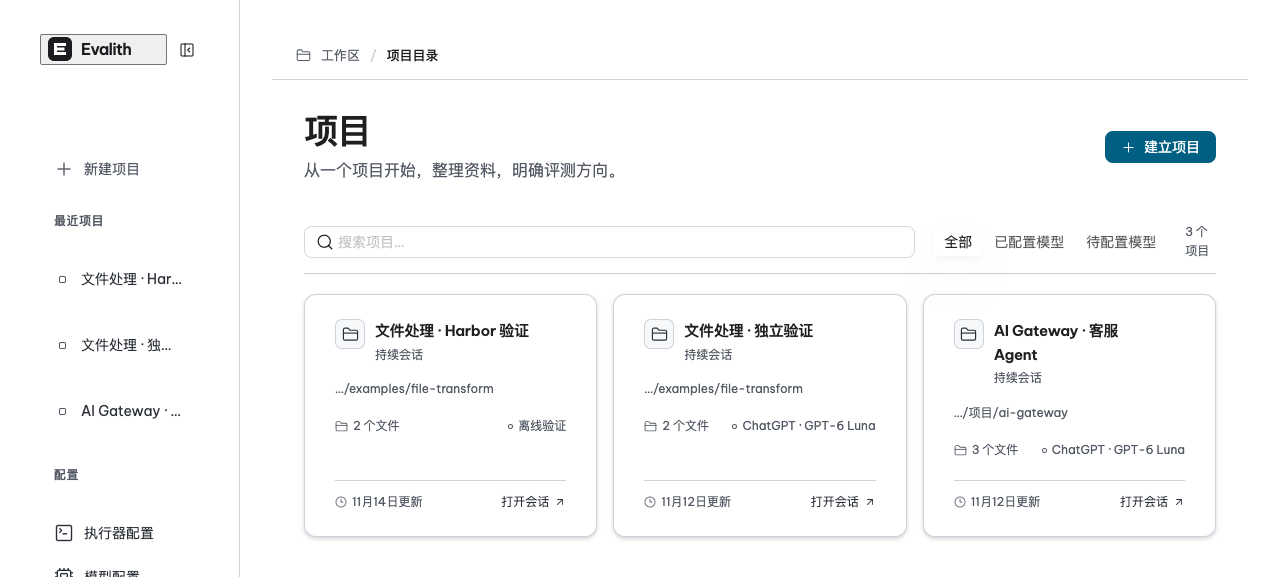 Evalith
新建项目
最近项目
文件处理 · Har...
文件处理 · 独...
AI Gateway · ...
配置
执行器配置
模型配置
工作区 / 项目目录
项目
从一个项目开始，整理资料，明确评测方向。
建立项目
搜索项目...
全部 已配置模型 待配置模型
3 个
项目
文件处理 · Harbor 验证
持续会话
.../examples/file-transform
2 个文件 离线验证
11月14日更新 打开会话
文件处理 · 独立验证
持续会话
.../examples/file-transform
2 个文件 ChatGPT · GPT-6 Luna
11月12日更新 打开会话
AI Gateway · 客服
Agent
持续会话
.../项目/ai-gateway
3 个文件 ChatGPT · GPT-6 Luna
11月12日更新 打开会话